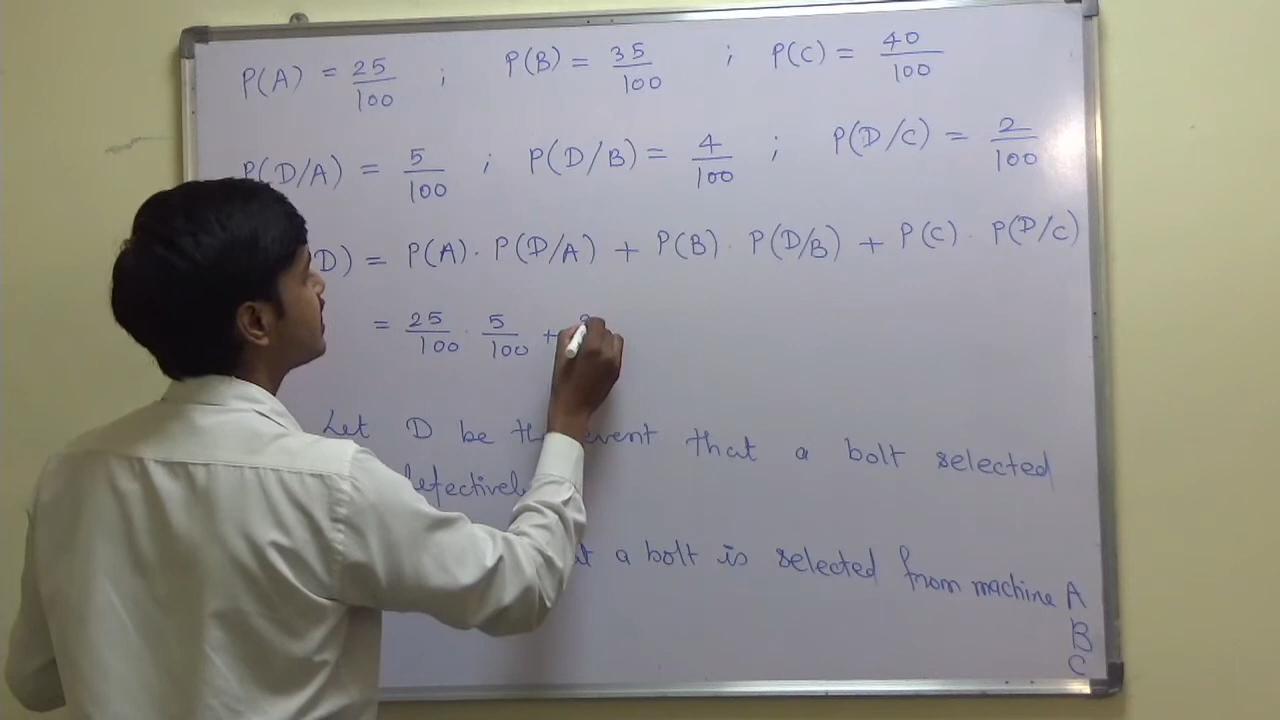 P(A) = 25/100 ; P(B) = 35/100 ; P(C) = 40/100
P(D/A) = 5/100 ; P(D/B) = 4/100 ; P(D/C) = 2/100
D) = P(A) · P(D/A) + P(B) · P(D/B) + P(C) · P(D/C)
= 25/100 · 5/100 +
Let D be the event that a bolt selected
defectively
a bolt is selected from machine A
B
C